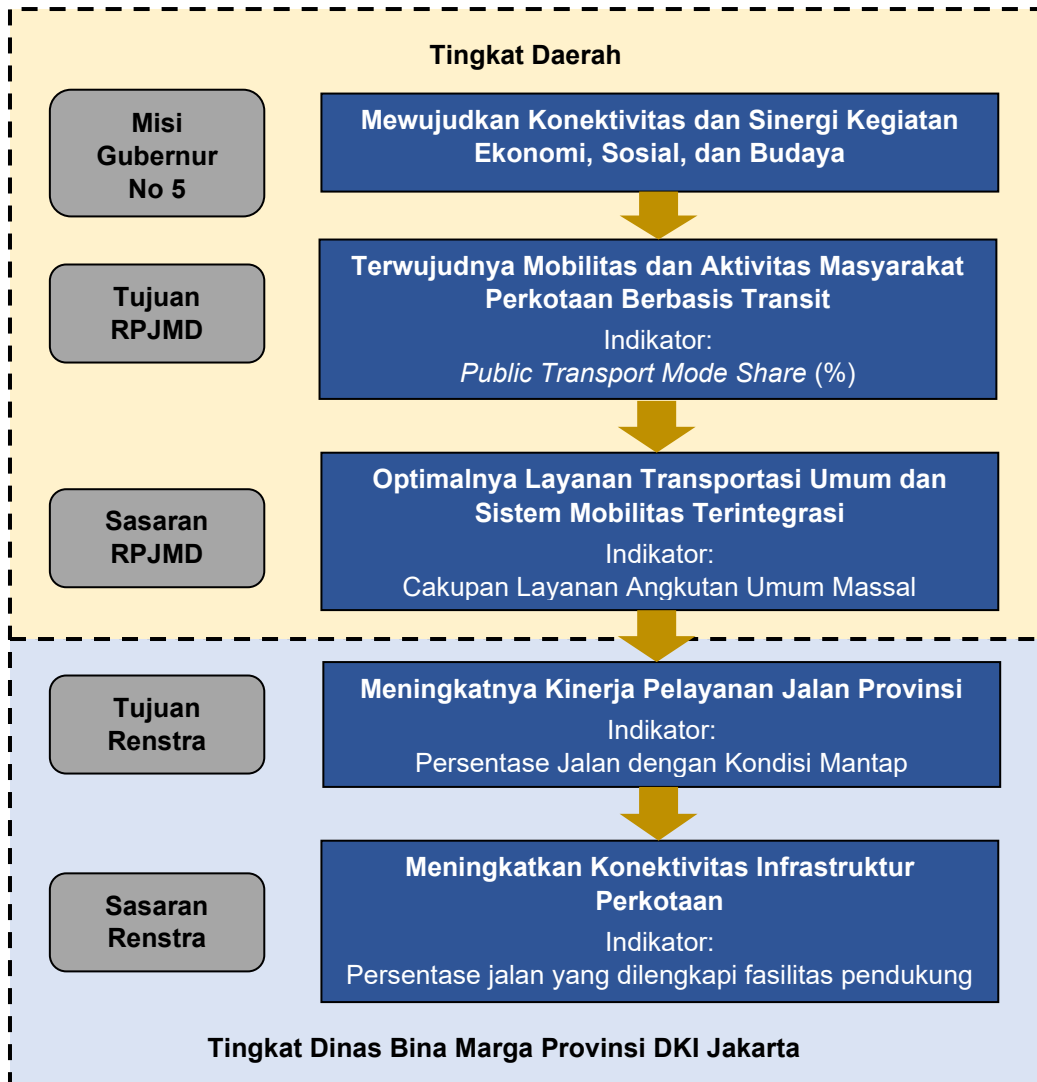 Tingkat Daerah
Misi
Gubernur
No 5
Mewujudkan Konektivitas dan Sinergi Kegiatan
Ekonomi, Sosial, dan Budaya
Tujuan
RPJMD
Terwujudnya Mobilitas dan Aktivitas Masyarakat
Perkotaan Berbasis Transit
Indikator:
Public Transport Mode Share (%)
Sasaran
RPJMD
Optimalnya Layanan Transportasi Umum dan
Sistem Mobilitas Terintegrasi
Indikator:
Cakupan Layanan Angkutan Umum Massal
Tujuan
Renstra
Meningkatnya Kinerja Pelayanan Jalan Provinsi
Indikator:
Persentase Jalan dengan Kondisi Mantap
Sasaran
Renstra
Meningkatkan Konektivitas Infrastruktur
Perkotaan
Indikator:
Persentase jalan yang dilengkapi fasilitas pendukung
Tingkat Dinas Bina Marga Provinsi DKI Jakarta